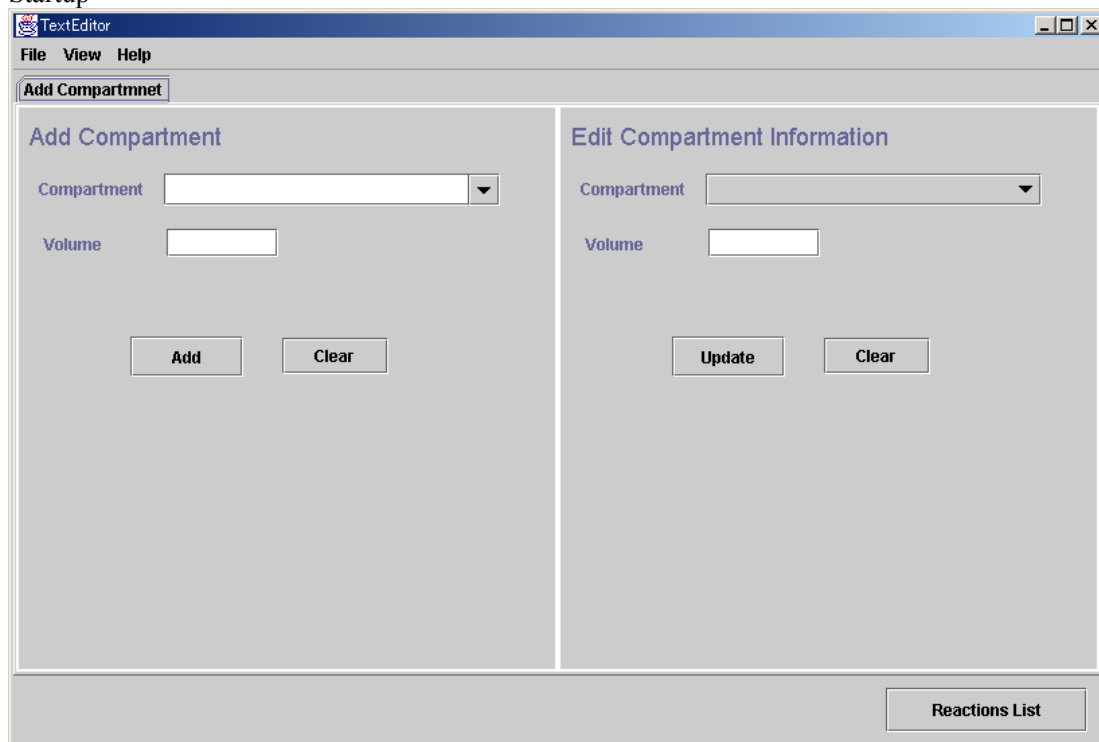 Startup
TextEditor
File View Help
Add Compartmnet
Add Compartment
Compartment
Volume
Add Clear
Edit Compartment Information
Compartment
Volume
Update Clear
Reactions List